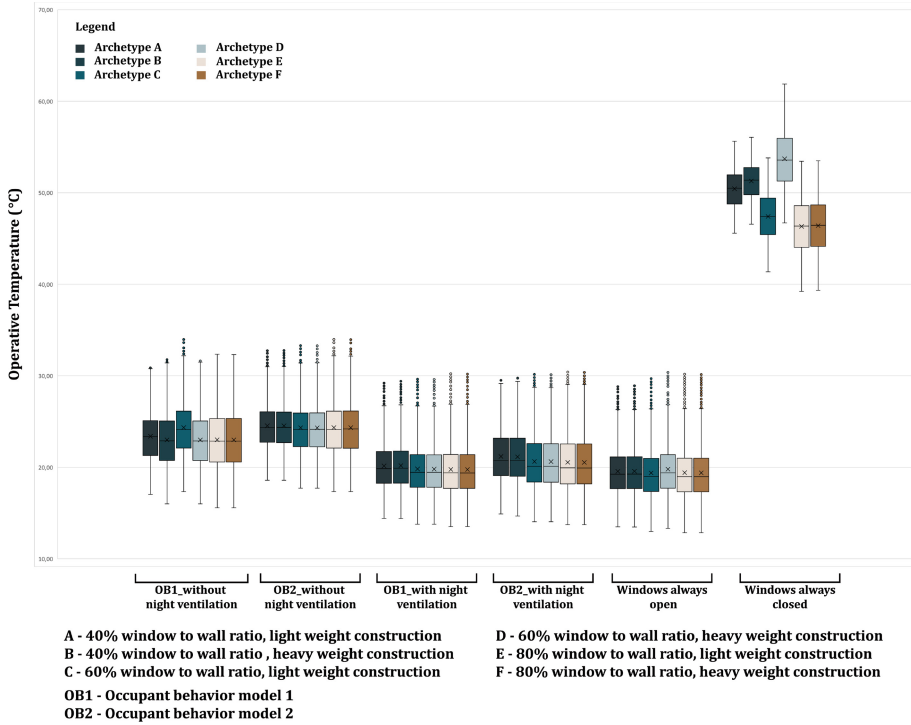 70,00
Legend
Archetype A
Archetype D
Archetype B
Archetype E
Archetype C
Archetype F
60,00
50,00
40,00
30,00
20,00
10,00
Operative Temperature (°C)
OB1_without night ventilation
OB2_without night ventilation
OB1_with night ventilation
OB2_with night ventilation
Windows always open
Windows always closed
A - 40% window to wall ratio, light weight construction
B - 40% window to wall ratio , heavy weight construction
C - 60% window to wall ratio, light weight construction
D - 60% window to wall ratio, heavy weight construction
E - 80% window to wall ratio, light weight construction
F - 80% window to wall ratio, heavy weight construction
OB1 - Occupant behavior model 1
OB2 - Occupant behavior model 2